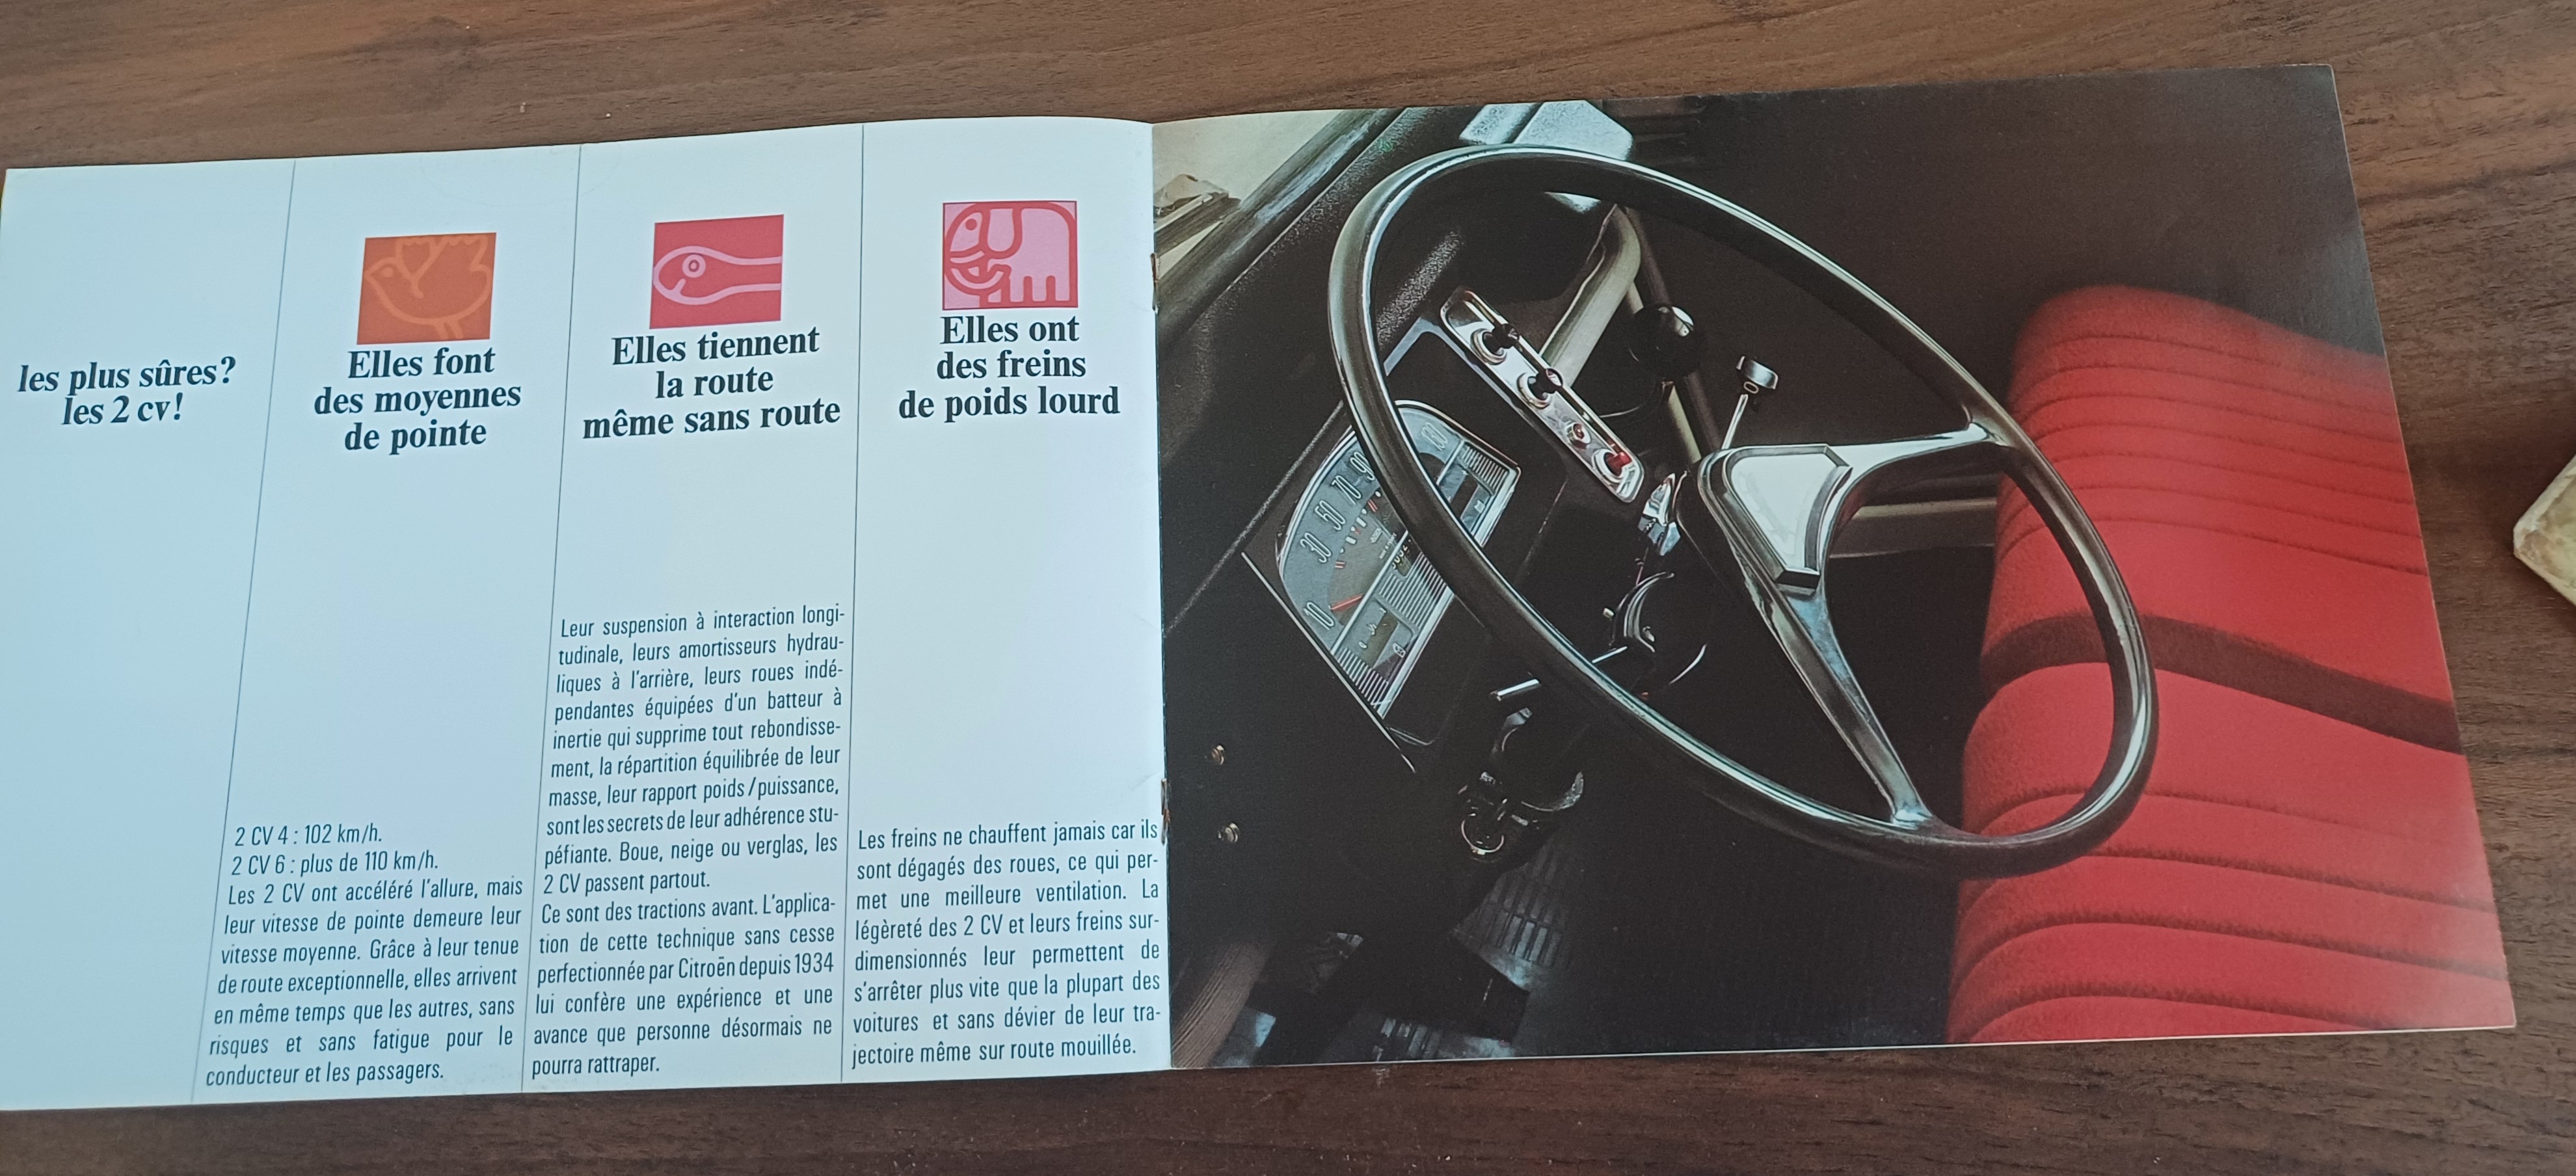 les plus sûres?
les 2 cv!
Elles font
des moyennes
de pointe
2 CV 4 : 102 km/h.
2 CV 6 : plus de 110 km/h.
Les 2 CV ont accéléré l'allure, mais
leur vitesse de pointe demeure leur
vitesse moyenne. Grâce à leur tenue
de route exceptionnelle, elles arrivent
en même temps que les autres, sans
risques et sans fatigue pour le
conducteur et les passagers.
Elles tiennent
la route
même sans route
Leur suspension à interaction longi-
tudinale, leurs amortisseurs hydrau-
liques à l'arrière, leurs roues indé-
pendantes équipées d'un batteur à
inertie qui supprime tout rebondisse-
ment, la répartition équilibrée de leur
masse, leur rapport poids/puissance,
sont les secrets de leur adhérence stu-
péfiante. Boue, neige ou verglas, les
2 CV passent partout.
Ce sont des tractions avant. L'applica-
tion de cette technique sans cesse
perfectionnée par Citroën depuis 1934
lui confère une expérience et une
avance que personne désormais ne
pourra rattraper.
Elles ont
des freins
de poids lourd
Les freins ne chauffent jamais car ils
sont dégagés des roues, ce qui per-
met une meilleure ventilation. La
légèreté des 2 CV et leurs freins sur-
dimensionnés leur permettent de
s'arrêter plus vite que la plupart des
voitures et sans dévier de leur tra-
jectoire même sur route mouillée.
10 30 50 70 90